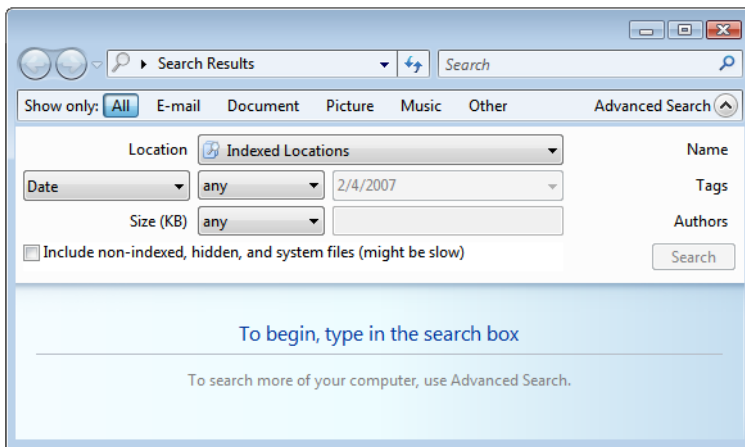 Search Results Search
Show only: All E-mail Document Picture Music Other Advanced Search
Location Indexed Locations Name
Date any 2/4/2007 Tags
Size (KB) any Authors
Include non-indexed, hidden, and system files (might be slow) Search
To begin, type in the search box
To search more of your computer, use Advanced Search.